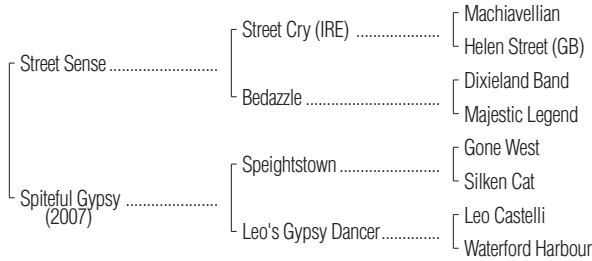 Machiavellian
Street Cry (IRE) ..................
Helen Street (GB)
Street Sense .......................
Dixieland Band
Bedazzle .............................
Majestic Legend
Gone West
Speightstown .....................
Silken Cat
Spiteful Gypsy ....................
(2007)
Leo Castelli
Leo's Gypsy Dancer.............
Waterford Harbour